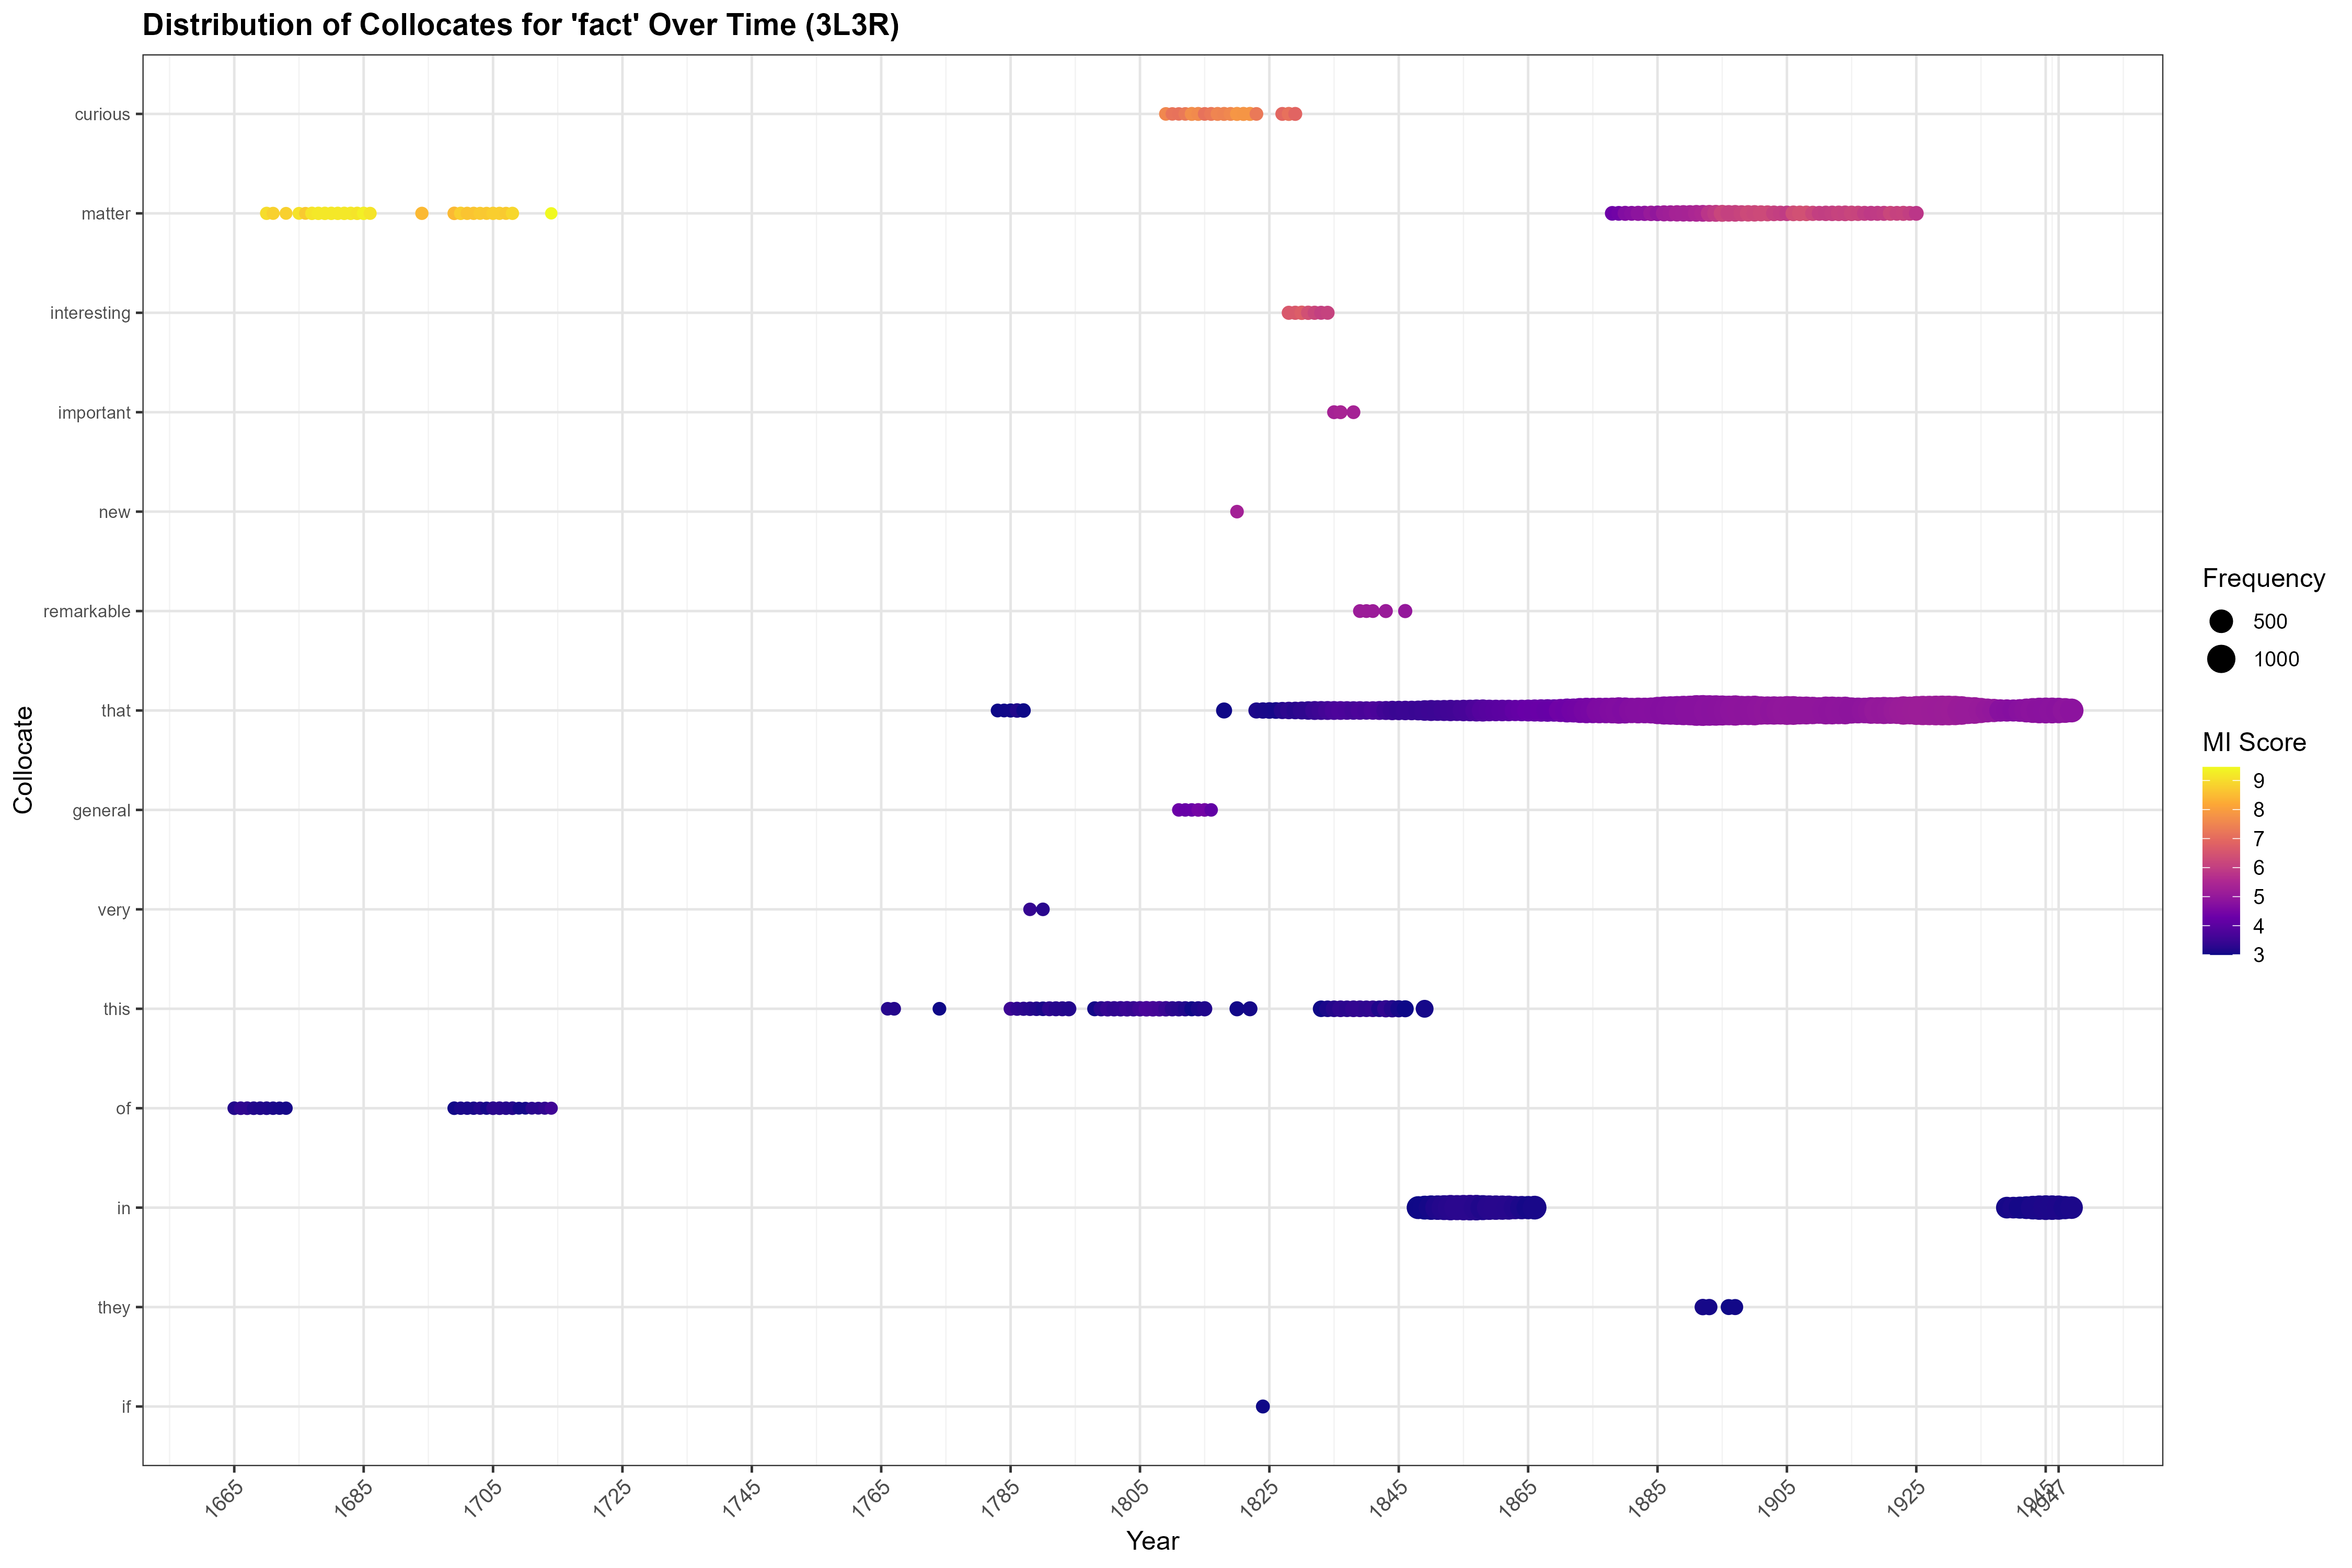 Distribution of Collocates for 'fact' Over Time (3L3R)
curious
matter
interesting
important
new
remarkable
that
general
very
this
of
in
they
if
Collocate
1665 1685 1705 1725 1745 1765 1785 1805 1825 1845 1865 1885 1905 1925 1945 1947
Year
Frequency
500
1000
MI Score
9
8
7
6
5
4
3